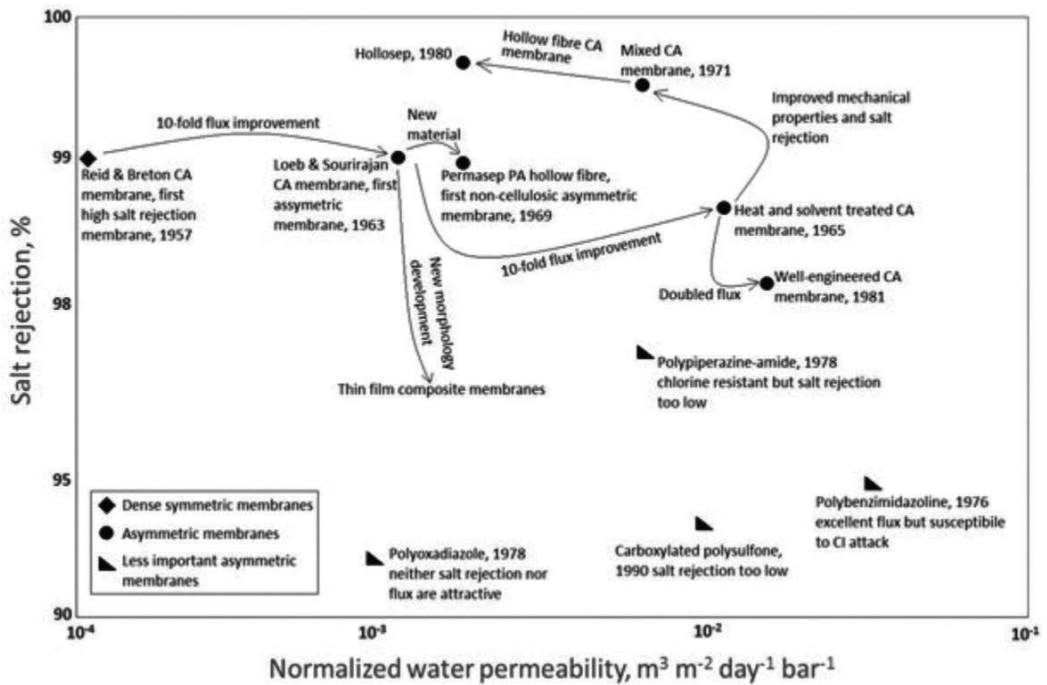 100
Hollosep, 1980
Hollow fibre CA
membrane
Mixed CA
membrane, 1971
Improved mechanical
properties and salt
rejection
10-fold flux improvement
New
material
99
Reid & Breton CA
membrane, first
high salt rejection
membrane, 1957
Loeb & Sourirajan
CA membrane, first
assymetric
membrane, 1963
Permasep PA hollow fibre,
first non-cellulosic asymmetric
membrane, 1969
Heat and solvent treated CA
membrane, 1965
10-fold flux improvement
New morphology
development
Doubled flux
Well-engineered CA
membrane, 1981
98
Salt rejection, %
Thin film composite membranes
Polypiperazine-amide, 1978
chlorine resistant but salt rejection
too low
95
Dense symmetric membranes
Asymmetric membranes
Less important asymmetric
membranes
Polyoxadiazole, 1978
neither salt rejection nor
flux are attractive
Carboxylated polysulfone,
1990 salt rejection too low
Polybenzimidazoline, 1976
excellent flux but susceptibile
to CI attack
90
10⁻⁴
10⁻³
10⁻²
10⁻¹
Normalized water permeability, m³ m⁻² day⁻¹ bar⁻¹